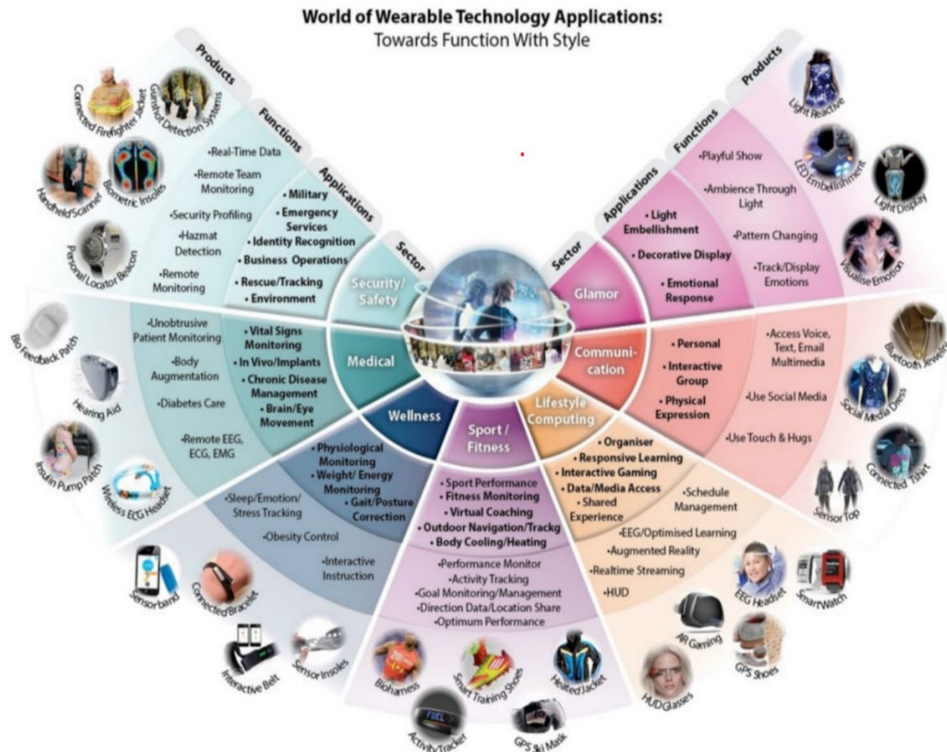 World of Wearable Technology Applications:
Towards Function With Style
Products
Functions
Applications
Sector
Connected Firefighter Jacket
Gunshot Detection Systems
Handheld Scanner
Biometric Insoles
Personal Locator Beacon
•Real-Time Data
•Remote Team
Monitoring
•Security Profiling
•Hazmat
Detection
•Remote
Monitoring
• Military
• Emergency
Services
• Identity Recognition
• Business Operations
• Rescue/Tracking
• Environment
Security/
Safety
Bio Feedback Patch
Hearing Aid
Insulin Pump Patch
Wireless ECG Headset
•Unobtrusive
Patient Monitoring
•Body
Augmentation
•Diabetes Care
•Remote EEG,
ECG, EMG
• Vital Signs
Monitoring
• In Vivo/Implants
• Chronic Disease
Management
• Brain/Eye
Movement
Medical
Wellness
• Physiological
Monitoring
• Weight/ Energy
Monitoring
• Gait/Posture
Correction
•Sleep/Emotion/
Stress Tracking
•Obesity Control
•Interactive
Instruction
Sensor band
Connected Bracelet
Interactive Belt
Sensor Insoles
Sport /
Fitness
• Sport Performance
• Fitness Monitoring
• Virtual Coaching
• Outdoor Navigation/Trackg
• Body Cooling/Heating
•Performance Monitor
•Activity Tracking
•Goal Monitoring/Management
•Direction Data/Location Share
•Optimum Performance
Bioharness
Smart Training Shoes
Heated Jacket
Activity Tracker
FUEL
GPS Ski Mask
Lifestyle
Computing
• Organiser
• Responsive Learning
• Interactive Gaming
• Data/Media Access
• Shared
Experience
•Schedule
Management
•EEG/Optimised Learning
•Augmented Reality
•Realtime Streaming
•HUD
EEG Headset
Smart Watch
AR Gaming
GPS Shoes
HUD Glasses
Communi-
cation
• Personal
• Interactive
Group
• Physical
Expression
• Access Voice,
Text, Email
Multimedia
•Use Social Media
•Use Touch & Hugs
Bluetooth Jewels
Social Media Dress
Connected Tshirt
Sensor Top
Products
Functions
Applications
Sector
Glamor
• Light
Embellishment
• Decorative Display
• Emotional
Response
•Playful Show
•Ambience Through
Light
•Pattern Changing
•Track/Display
Emotions
Light Reactive
LED Embellishment
Light Display
Visualise Emotion